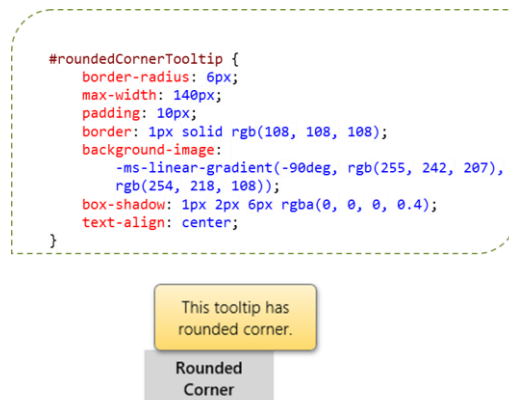 #roundedCornerTooltip {
border-radius: 6px;
max-width: 140px;
padding: 10px;
border: 1px solid rgb(108, 108, 108);
background-image:
-ms-linear-gradient(-90deg, rgb(255, 242, 207),
rgb(254, 218, 108));
box-shadow: 1px 2px 6px rgba(0, 0, 0, 0.4);
text-align: center;
}
This tooltip has
rounded corner.
Rounded
Corner